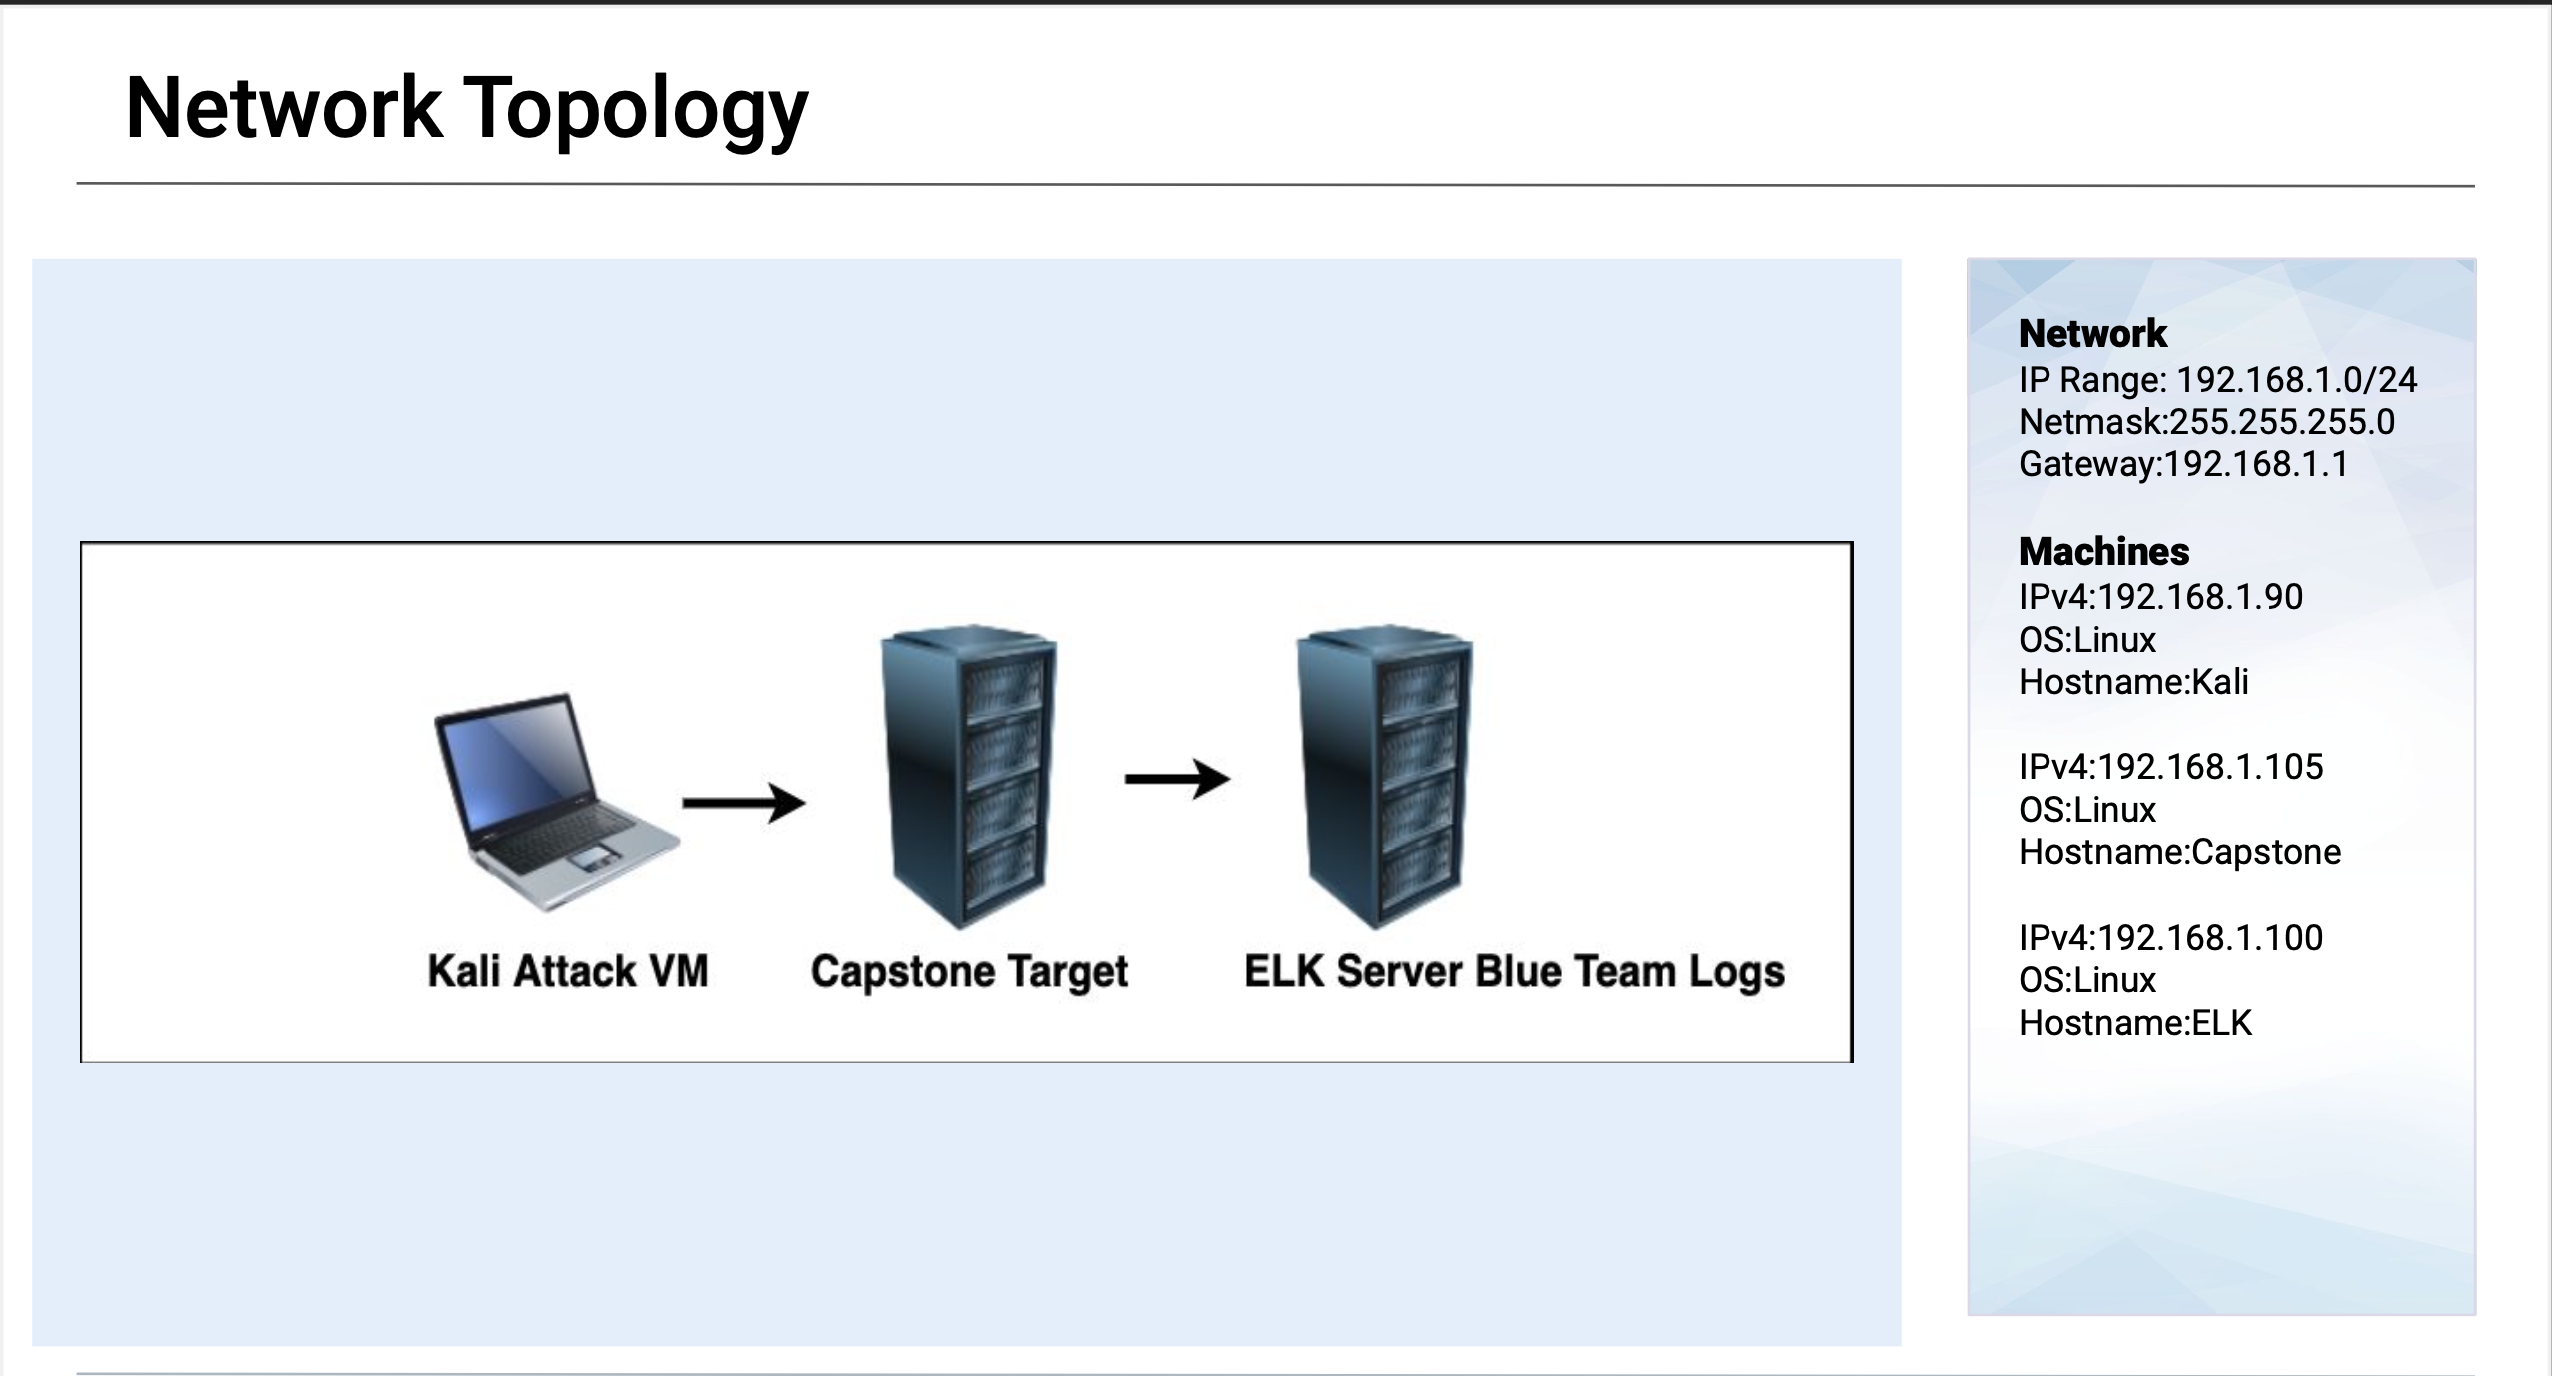 Network Topology
Kali Attack VM
Capstone Target
ELK Server Blue Team Logs
Network
IP Range: 192.168.1.0/24
Netmask:255.255.255.0
Gateway:192.168.1.1
Machines
IPv4:192.168.1.90
OS:Linux
Hostname:Kali
IPv4:192.168.1.105
OS:Linux
Hostname:Capstone
IPv4:192.168.1.100
OS:Linux
Hostname:ELK